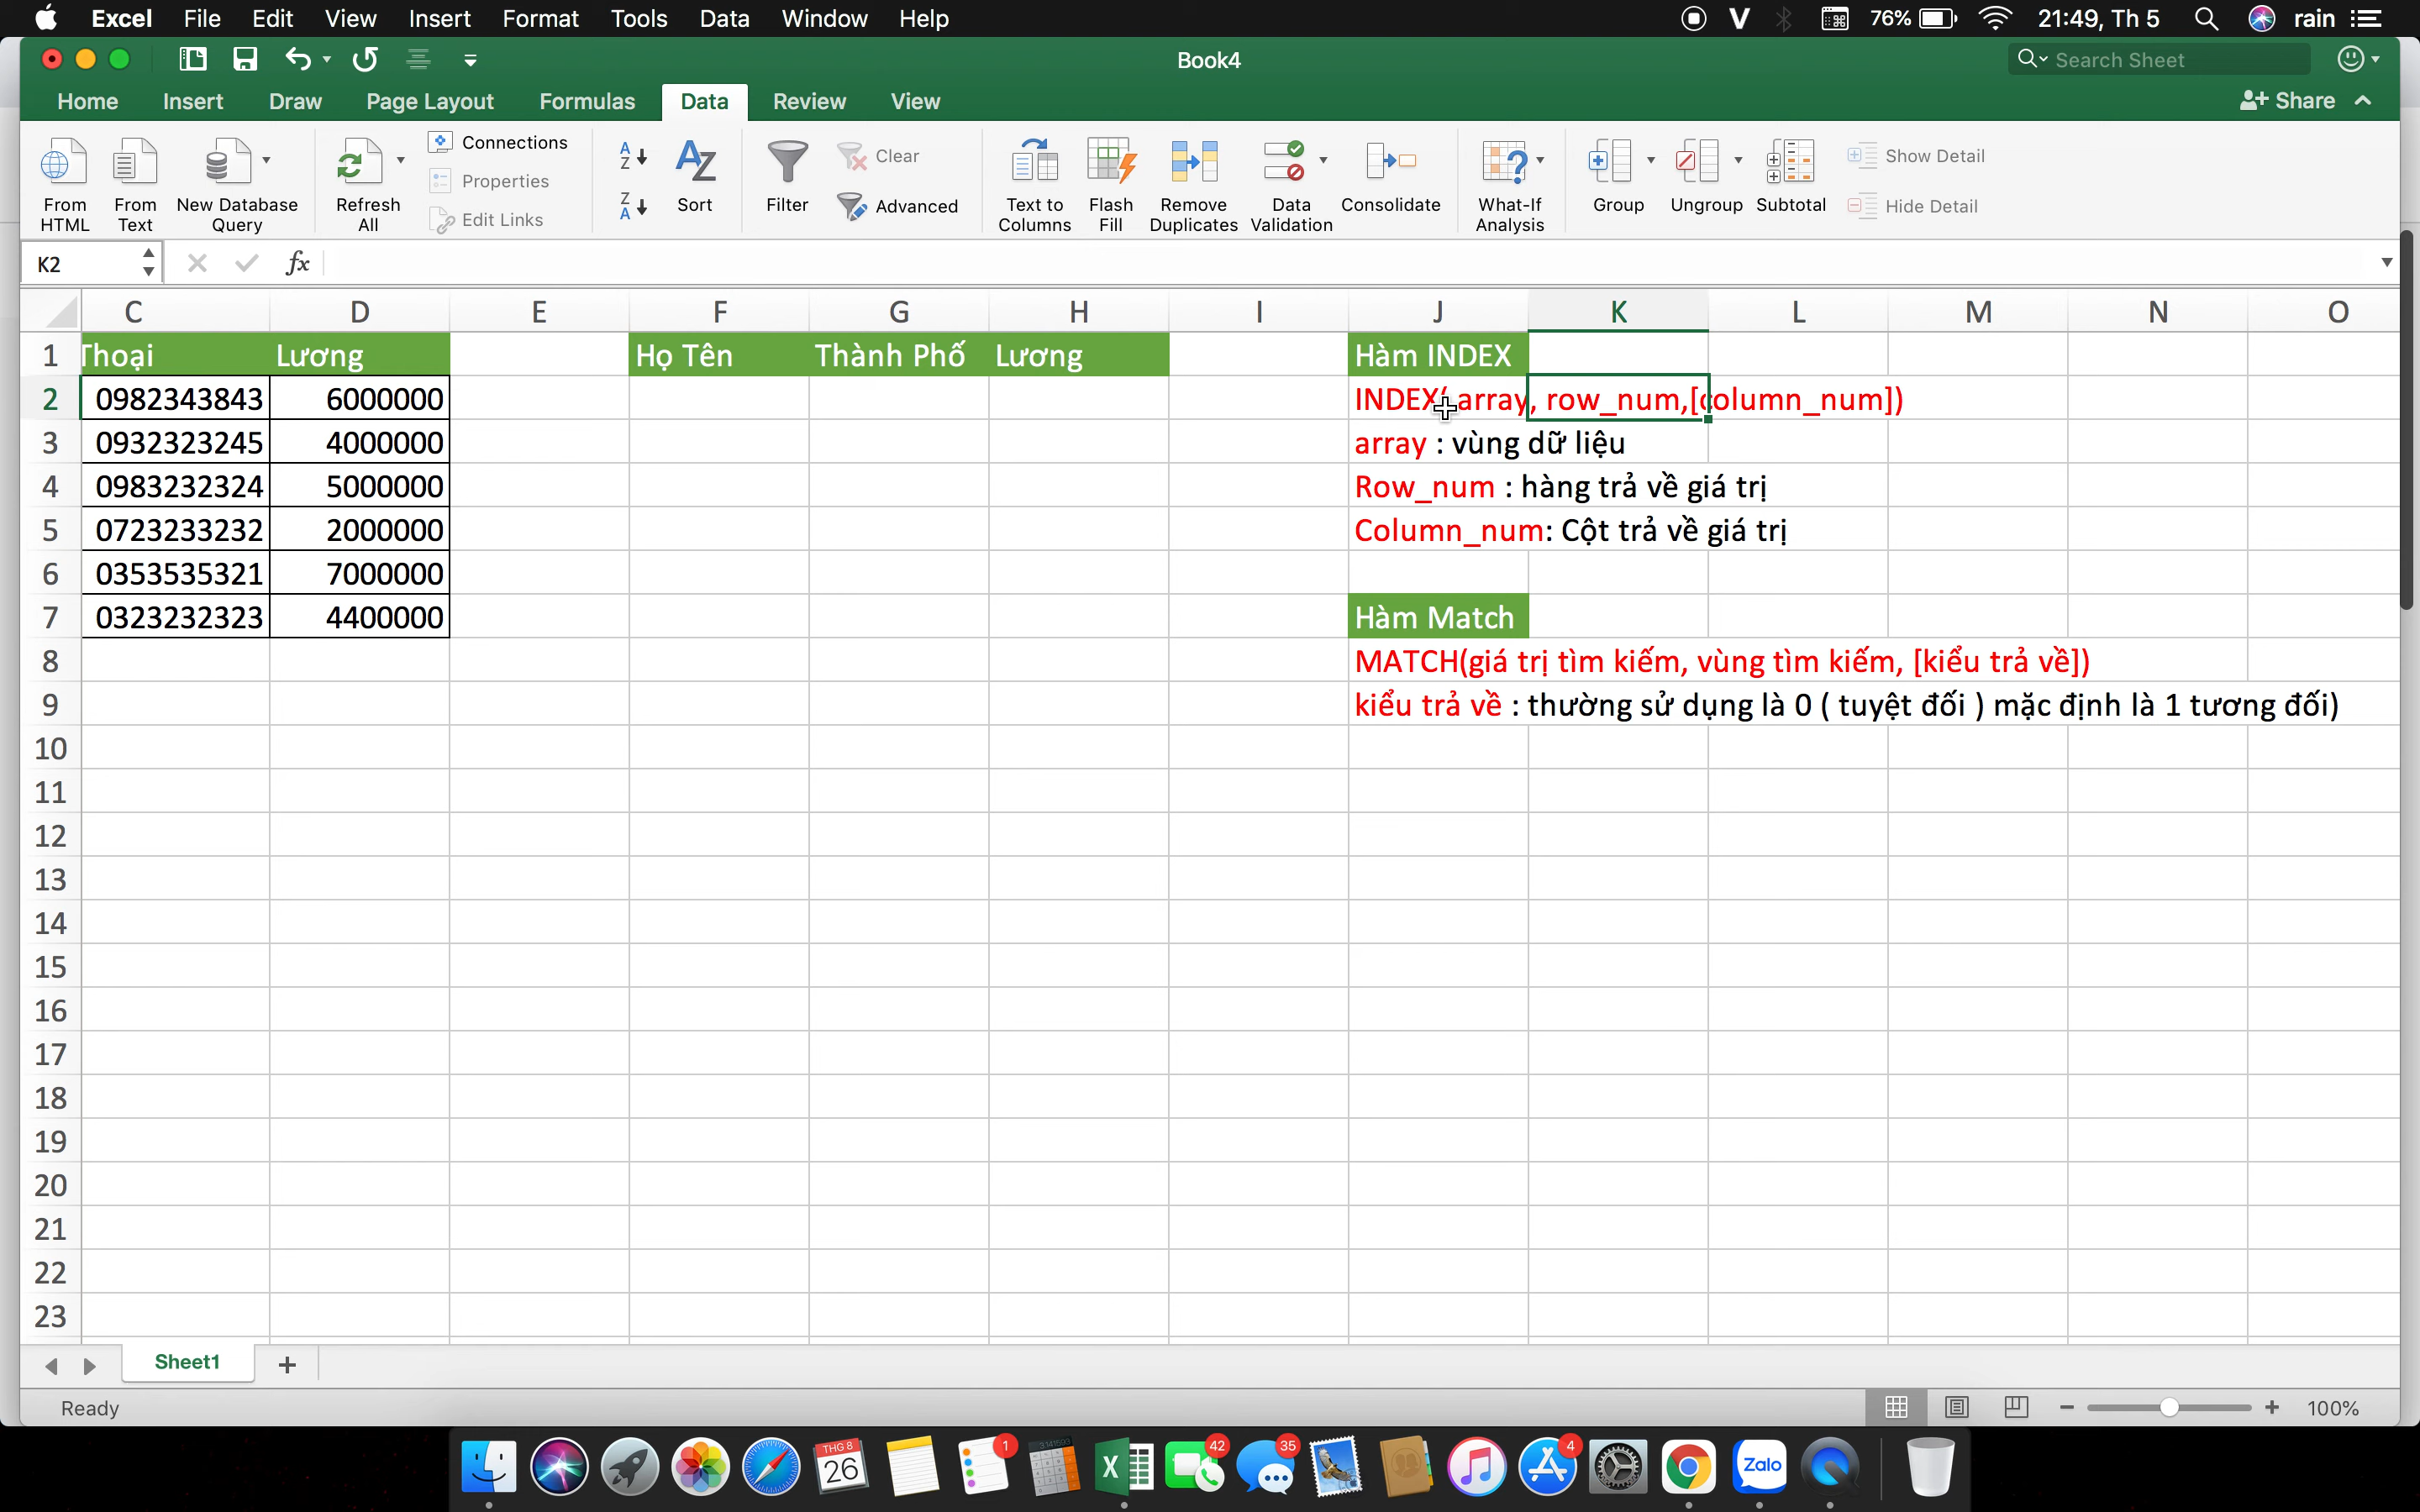 Excel File Edit View Insert Format Tools Data Window Help
76% 21:49, Th 5 rain
Book4
Search Sheet
Home Insert Draw Page Layout Formulas Data Review View
Share
From HTML
From Text
New Database Query
Refresh All
Connections
Properties
Edit Links
Sort
Filter
Clear
Advanced
Text to Columns
Flash Fill
Remove Duplicates
Data Validation
Consolidate
What-If Analysis
Group
Ungroup
Subtotal
Show Detail
Hide Detail
K2 fx
C D E F G H I J K L M N O
1 Thoại Lương Họ Tên Thành Phố Lương Hàm INDEX
2 0982343843 6000000 INDEX( array, row_num,[column_num])
3 0932323245 4000000 array : vùng dữ liệu
4 0983232324 5000000 Row_num : hàng trả về giá trị
5 0723233232 2000000 Column_num: Cột trả về giá trị
6 0353535321 7000000
7 0323232323 4400000 Hàm Match
8 MATCH(giá trị tìm kiếm, vùng tìm kiếm, [kiểu trả về])
9 kiểu trả về : thường sử dụng là 0 ( tuyệt đối ) mặc định là 1 tương đối)
10
11
12
13
14
15
16
17
18
19
20
21
22
23
Sheet1 +
Ready 100%
THG 8
26
1
42
35
4
Zalo